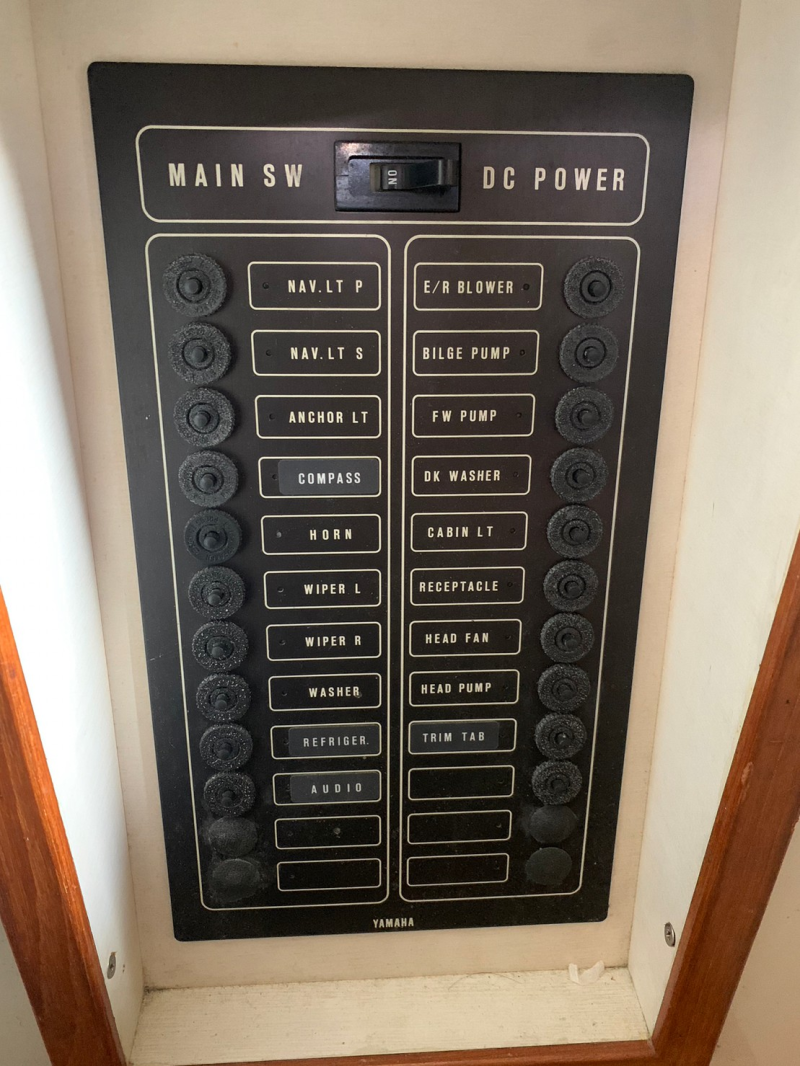 MAIN SW
ON
DC POWER
NAV.LT P
NAV.LT S
ANCHOR LT
COMPASS
HORN
WIPER L
WIPER R
WASHER
REFRIGER.
AUDIO
E/R BLOWER
BILGE PUMP
FW PUMP
DK WASHER
CABIN LT
RECEPTACLE
HEAD FAN
HEAD PUMP
TRIM TAB
YAMAHA